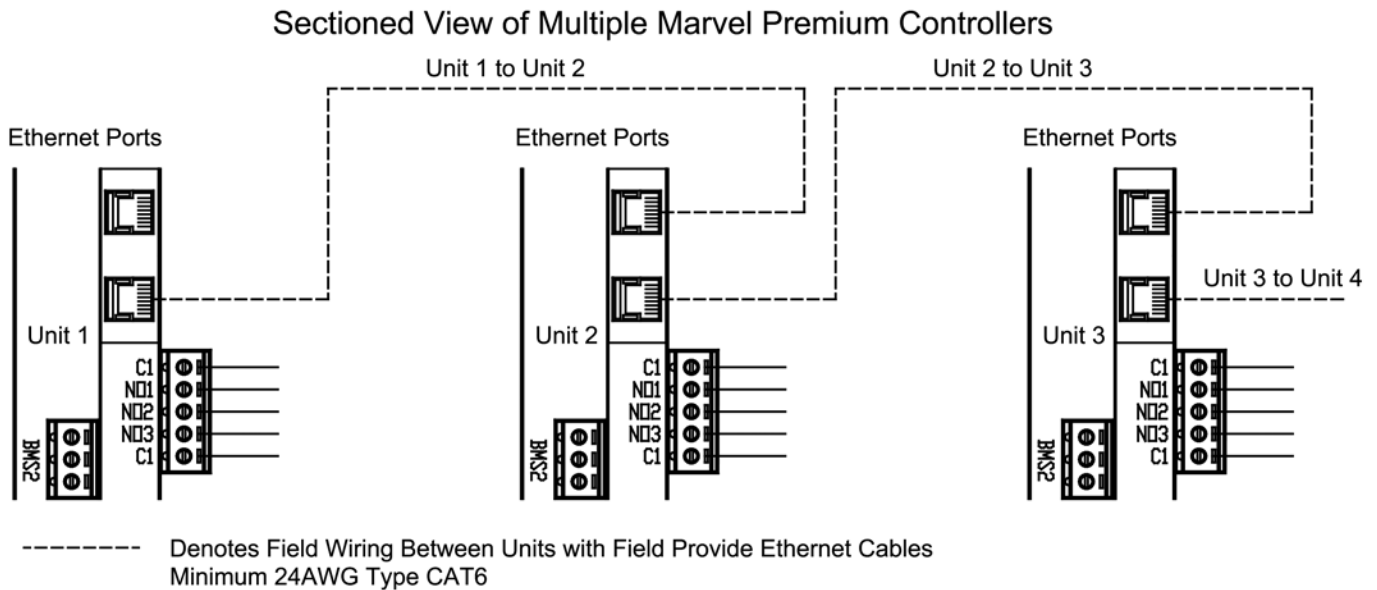 Sectioned View of Multiple Marvel Premium Controllers
Unit 1 to Unit 2
Unit 2 to Unit 3
Ethernet Ports
Ethernet Ports
Ethernet Ports
Unit 3 to Unit 4
Unit 1
Unit 2
Unit 3
C1
NO1
NO2
NO3
C1
BMS2
C1
NO1
NO2
NO3
C1
BMS2
C1
NO1
NO2
NO3
C1
BMS2
Denotes Field Wiring Between Units with Field Provide Ethernet Cables
Minimum 24AWG Type CAT6